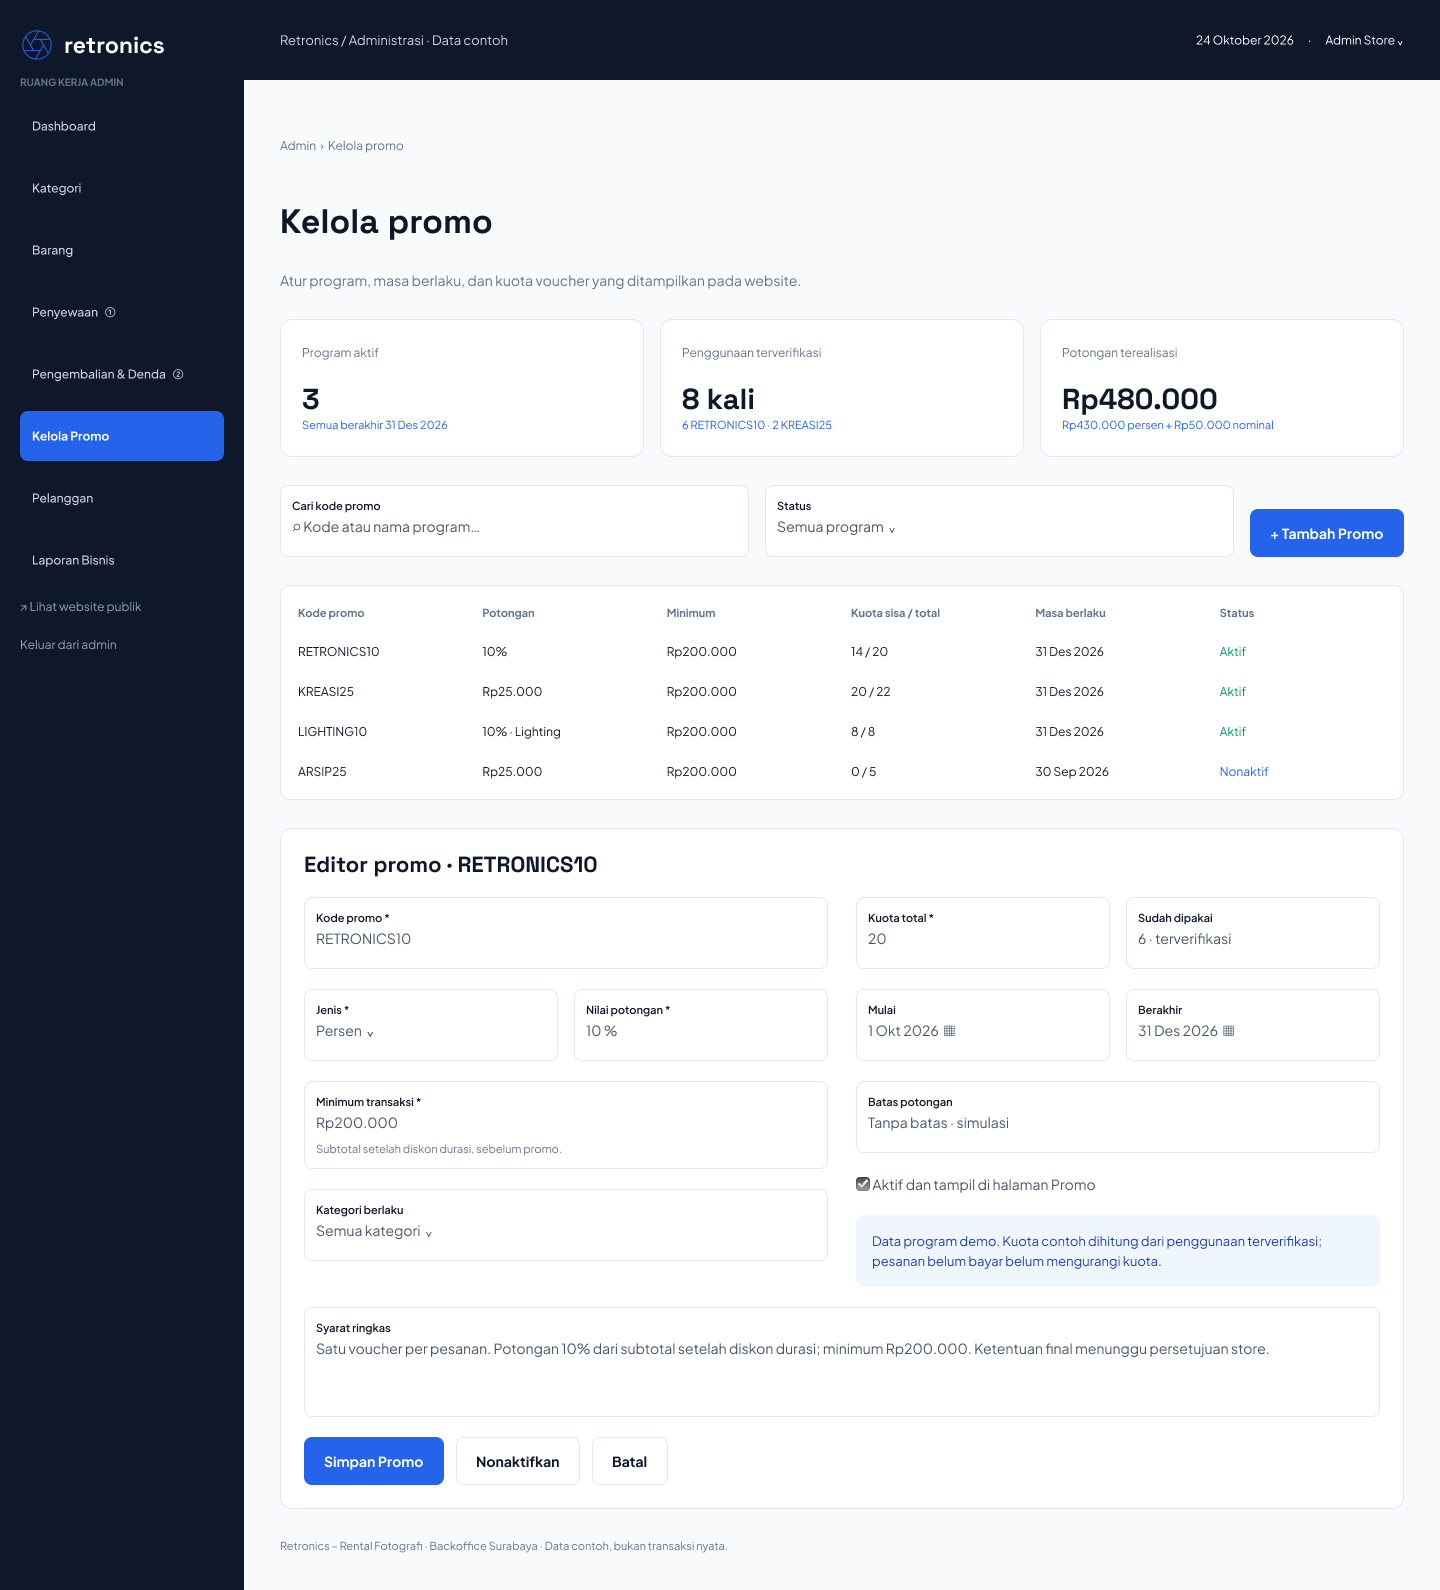 retronics
RUANG KERJA ADMIN
Dashboard
Kategori
Barang
Penyewaan ①
Pengembalian & Denda ②
Kelola Promo
Pelanggan
Laporan Bisnis
↗ Lihat website publik
Keluar dari admin
Retronics / Administrasi · Data contoh
24 Oktober 2026 · Admin Store ˅
Admin › Kelola promo
Kelola promo
Atur program, masa berlaku, dan kuota voucher yang ditampilkan pada website.
Program aktif
3
Semua berakhir 31 Des 2026
Penggunaan terverifikasi
8 kali
6 RETRONICS10 · 2 KREASI25
Potongan terealisasi
Rp480.000
Rp430.000 persen + Rp50.000 nominal
Cari kode promo
⌕ Kode atau nama program…
Status
Semua program ˅
+ Tambah Promo
Kode promo Potongan Minimum Kuota sisa / total Masa berlaku Status
RETRONICS10 10% Rp200.000 14 / 20 31 Des 2026 Aktif
KREASI25 Rp25.000 Rp200.000 20 / 22 31 Des 2026 Aktif
LIGHTING10 10% · Lighting Rp200.000 8 / 8 31 Des 2026 Aktif
ARSIP25 Rp25.000 Rp200.000 0 / 5 30 Sep 2026 Nonaktif
Editor promo · RETRONICS10
Kode promo *
RETRONICS10
Kuota total *
20
Sudah dipakai
6 · terverifikasi
Jenis *
Persen ˅
Nilai potongan *
10 %
Mulai
1 Okt 2026 ▦
Berakhir
31 Des 2026 ▦
Minimum transaksi *
Rp200.000
Subtotal setelah diskon durasi, sebelum promo.
Batas potongan
Tanpa batas · simulasi
Aktif dan tampil di halaman Promo
Kategori berlaku
Semua kategori ˅
Data program demo. Kuota contoh dihitung dari penggunaan terverifikasi;
pesanan belum bayar belum mengurangi kuota.
Syarat ringkas
Satu voucher per pesanan. Potongan 10% dari subtotal setelah diskon durasi; minimum Rp200.000. Ketentuan final menunggu persetujuan store.
Simpan Promo
Nonaktifkan
Batal
Retronics – Rental Fotografi · Backoffice Surabaya · Data contoh, bukan transaksi nyata.